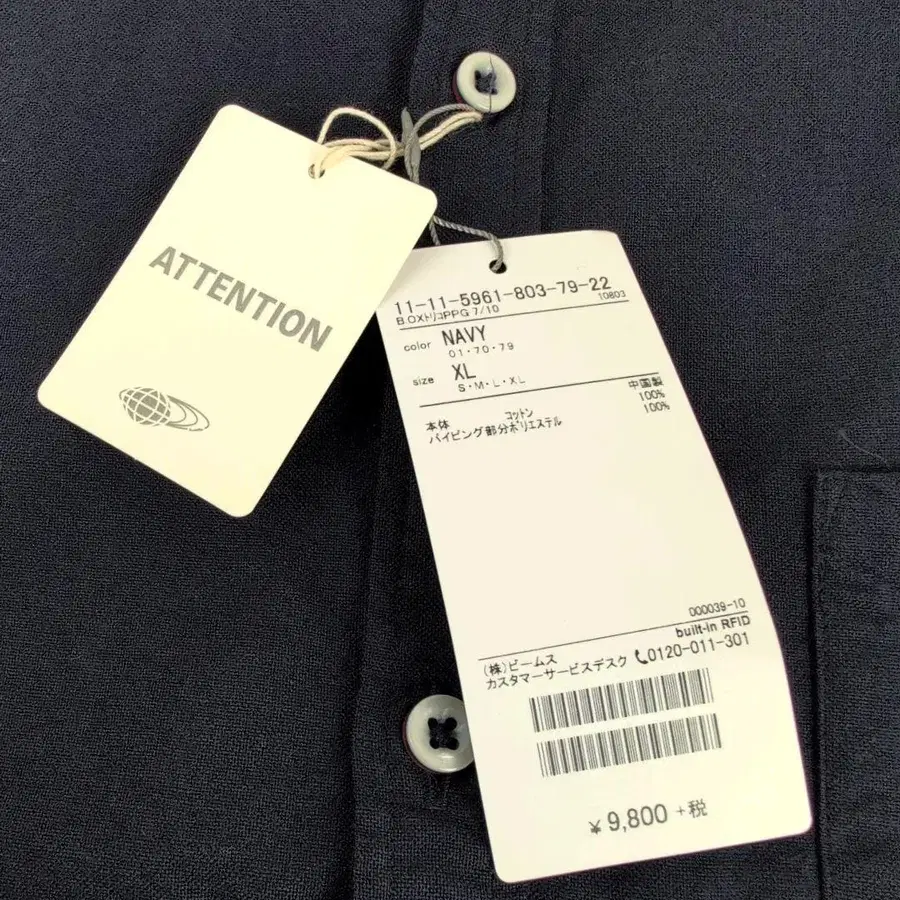 ATTENTION
11-11-5961-803-79-22
B.OXﾄﾘｺPPG 7/10 10803
color NAVY
01・70・79
size XL
S・M・L・XL
中国製
本体 コットン 100%
パイピング部分ポリエステル 100%
000039-10
built-in RFID
(株)ビームス
カスタマーサービスデスク 0120-011-301
¥ 9,800 +税